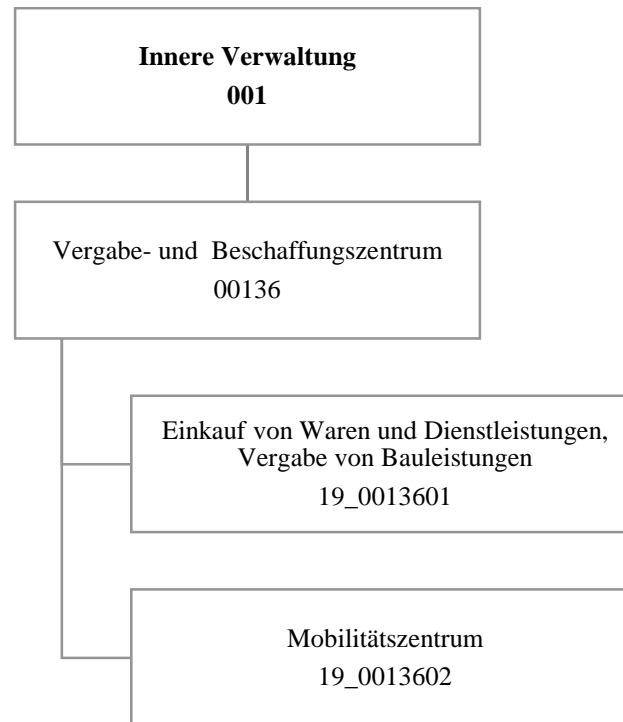 Innere Verwaltung
001
Vergabe- und  Beschaffungszentrum
00136
Einkauf von Waren und Dienstleistungen,
Vergabe von Bauleistungen
19_0013601
Mobilitätszentrum
19_0013602